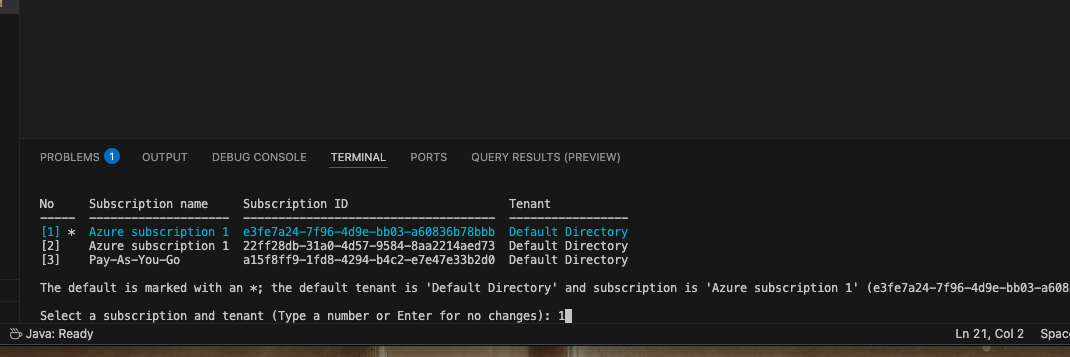 PROBLEMS 1 OUTPUT DEBUG CONSOLE TERMINAL PORTS QUERY RESULTS (PREVIEW)
No Subscription name Subscription ID Tenant
----- -------------------- ------------------------------------ -----------------
[1] * Azure subscription 1 e3fe7a24-7f96-4d9e-bb03-a60836b78bbb Default Directory
[2] Azure subscription 1 22ff28db-31a0-4d57-9584-8aa2214aed73 Default Directory
[3] Pay-As-You-Go a15f8ff9-1fd8-4294-b4c2-e7e47e33b2d0 Default Directory
The default is marked with an *; the default tenant is 'Default Directory' and subscription is 'Azure subscription 1' (e3fe7a24-7f96-4d9e-bb03-a608
Select a subscription and tenant (Type a number or Enter for no changes): 1
Java: Ready Ln 21, Col 2 Spac